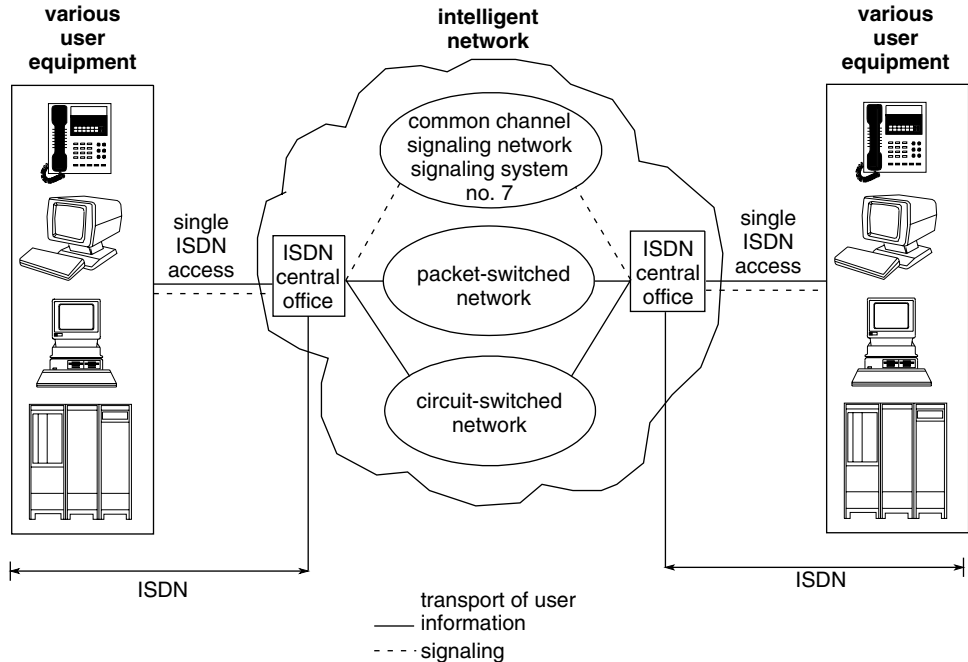 various
user
equipment
intelligent
network
various
user
equipment
common channel
signaling network
signaling system
no. 7
single
ISDN
access
ISDN
central
office
packet-switched
network
ISDN
central
office
single
ISDN
access
circuit-switched
network
ISDN
ISDN
transport of user
information
signaling